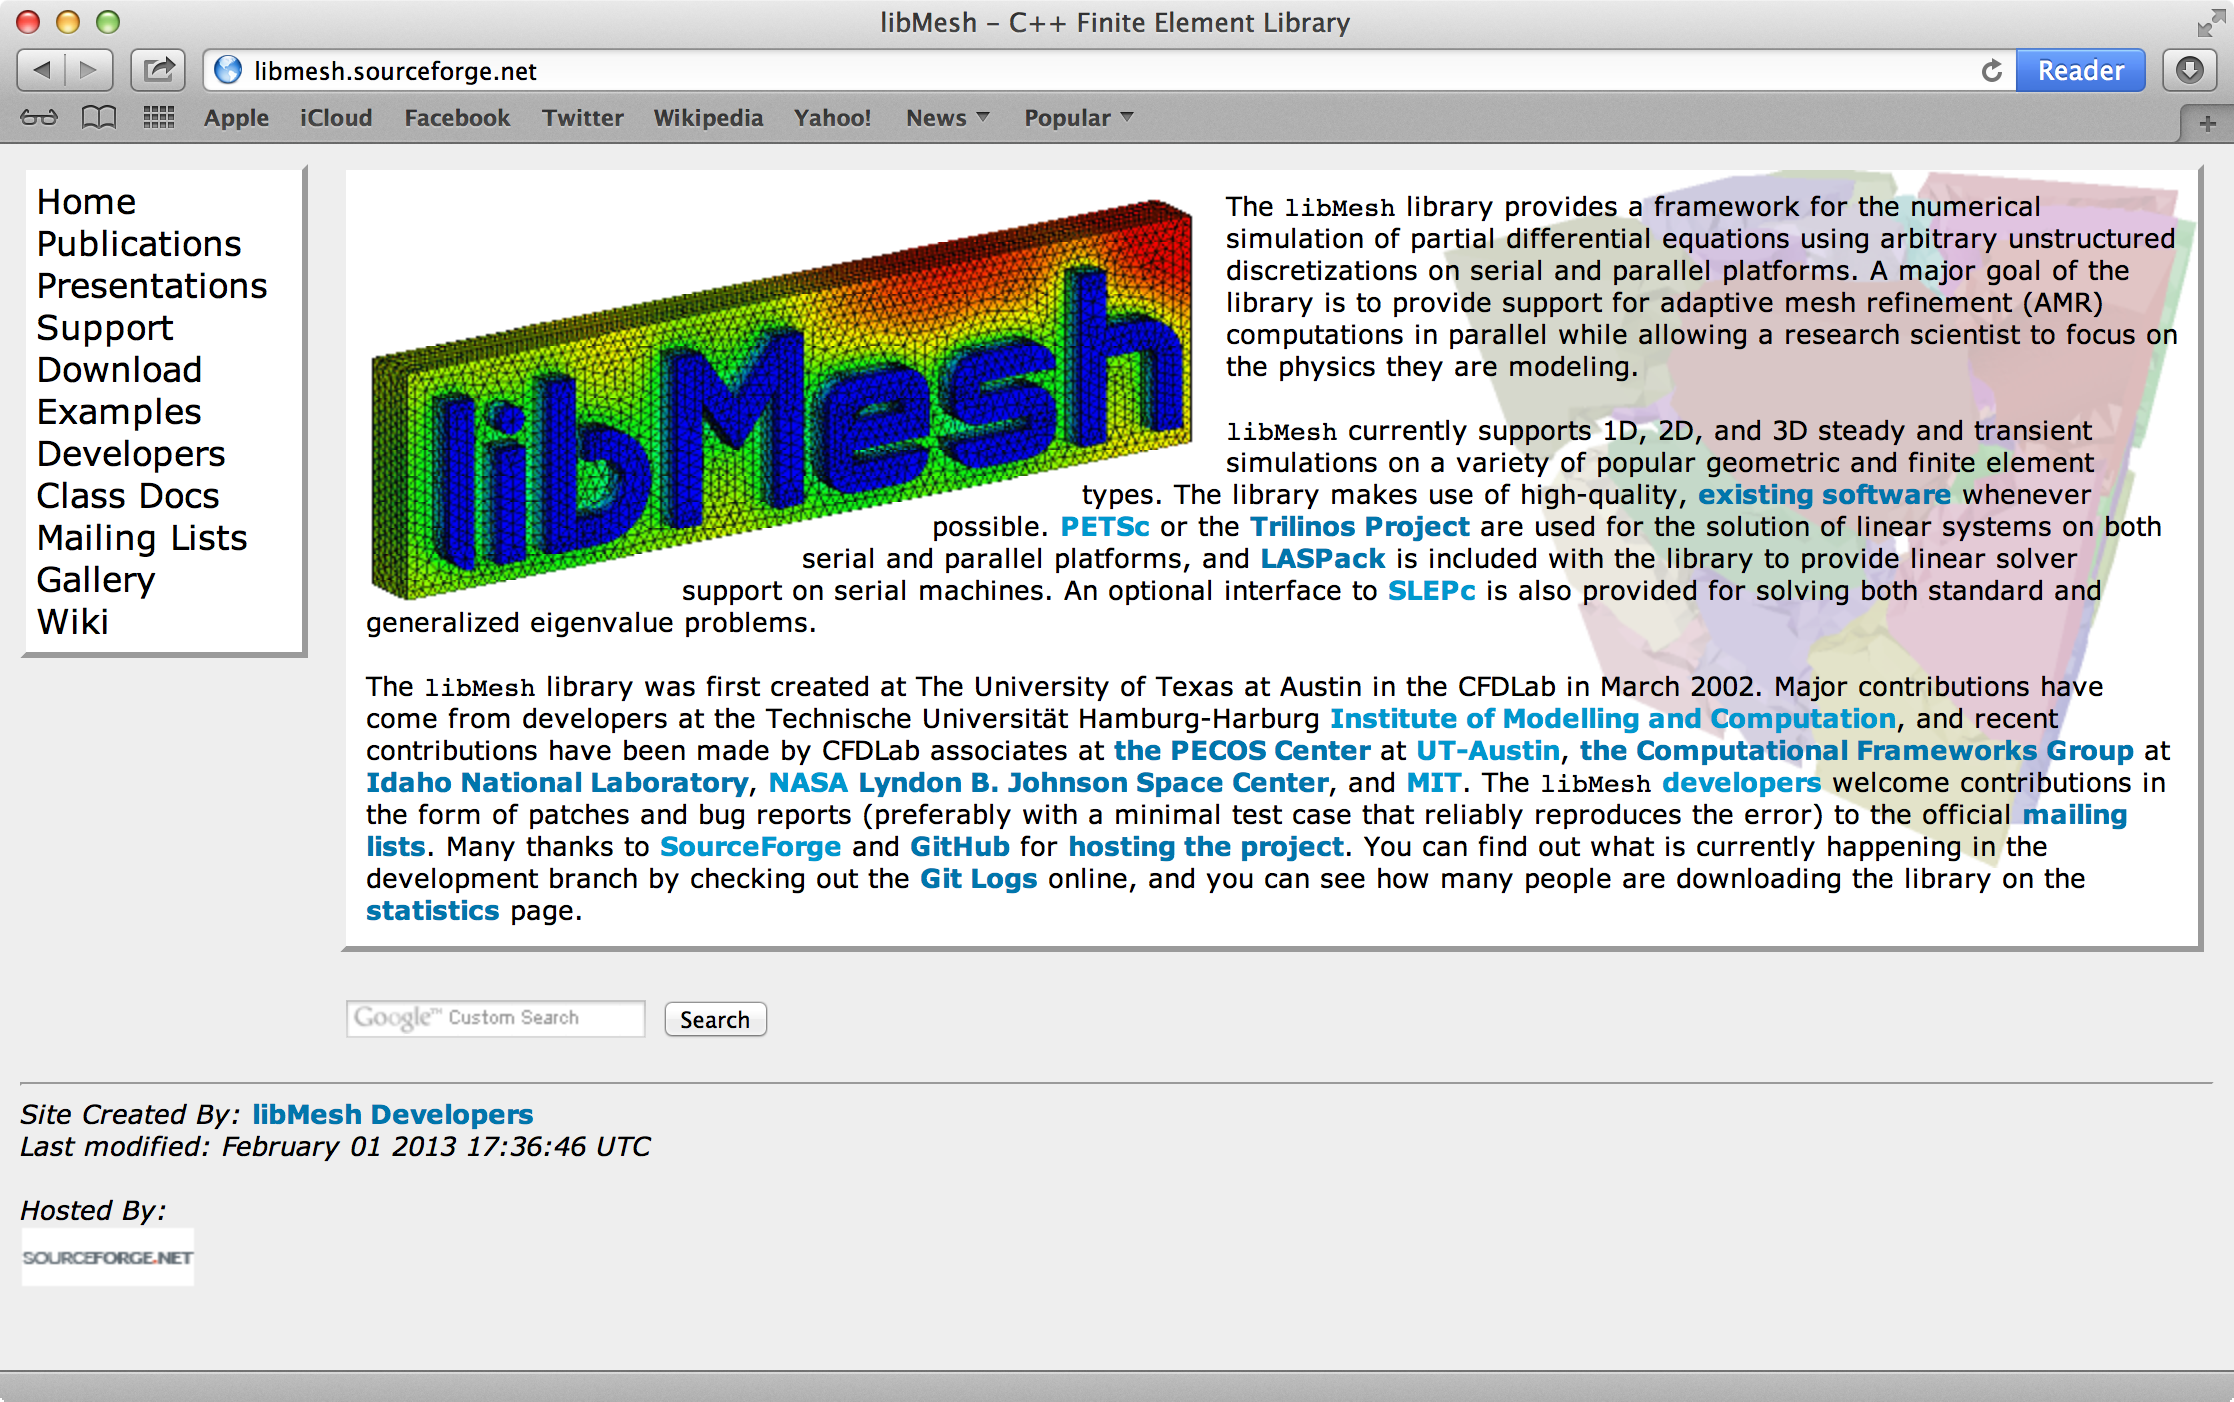 libMesh – C++ Finite Element Library
libmesh.sourceforge.net
Reader
Apple iCloud Facebook Twitter Wikipedia Yahoo! News Popular
Home
Publications
Presentations
Support
Download
Examples
Developers
Class Docs
Mailing Lists
Gallery
Wiki
libMesh
The libMesh library provides a framework for the numerical
simulation of partial differential equations using arbitrary unstructured
discretizations on serial and parallel platforms. A major goal of the
library is to provide support for adaptive mesh refinement (AMR)
computations in parallel while allowing a research scientist to focus on
the physics they are modeling.
libMesh currently supports 1D, 2D, and 3D steady and transient
simulations on a variety of popular geometric and finite element
types. The library makes use of high-quality, existing software whenever
possible. PETSc or the Trilinos Project are used for the solution of linear systems on both
serial and parallel platforms, and LASPack is included with the library to provide linear solver
support on serial machines. An optional interface to SLEPc is also provided for solving both standard and
generalized eigenvalue problems.
The libMesh library was first created at The University of Texas at Austin in the CFDLab in March 2002. Major contributions have
come from developers at the Technische Universität Hamburg-Harburg Institute of Modelling and Computation, and recent
contributions have been made by CFDLab associates at the PECOS Center at UT-Austin, the Computational Frameworks Group at
Idaho National Laboratory, NASA Lyndon B. Johnson Space Center, and MIT. The libMesh developers welcome contributions in
the form of patches and bug reports (preferably with a minimal test case that reliably reproduces the error) to the official mailing
lists. Many thanks to SourceForge and GitHub for hosting the project. You can find out what is currently happening in the
development branch by checking out the Git Logs online, and you can see how many people are downloading the library on the
statistics page.
Google™ Custom Search Search
Site Created By: libMesh Developers
Last modified: February 01 2013 17:36:46 UTC
Hosted By:
SOURCEFORGE.NET